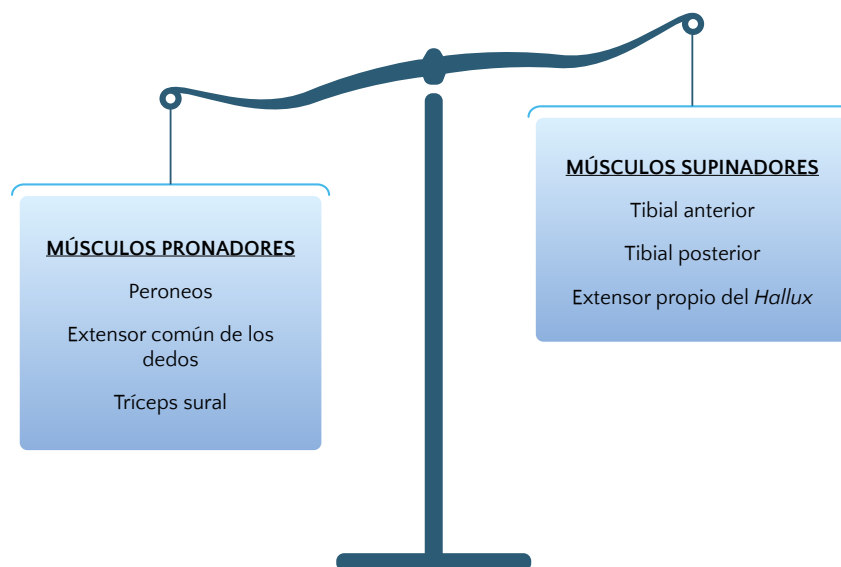 MÚSCULOS PRONADORES
Peroneos
Extensor común de los
dedos
Tríceps sural
MÚSCULOS SUPINADORES
Tibial anterior
Tibial posterior
Extensor propio del Hallux